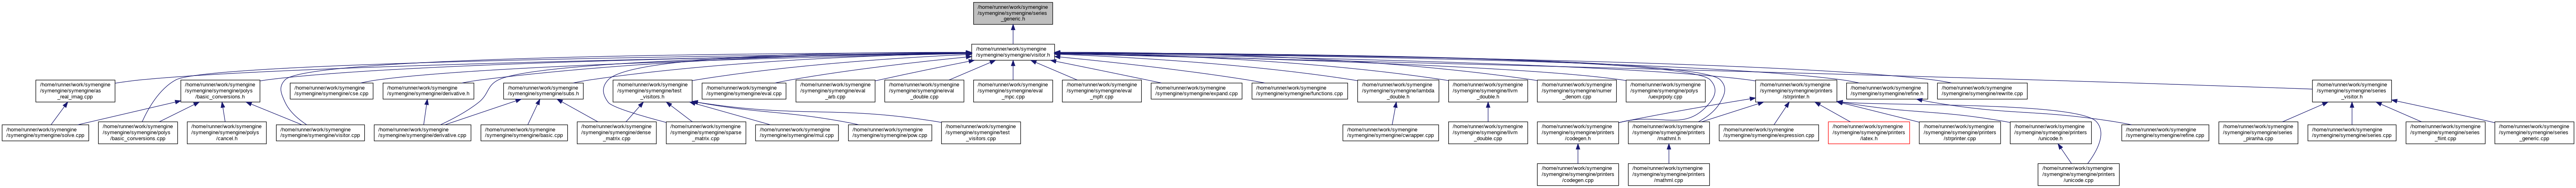 /home/runner/work/symengine
/symengine/symengine/series
_generic.h
/home/runner/work/symengine
/symengine/symengine/visitor.h
/home/runner/work/symengine
/symengine/symengine/as
_real_imag.cpp
/home/runner/work/symengine
/symengine/symengine/polys
/basic_conversions.h
/home/runner/work/symengine
/symengine/symengine/cse.cpp
/home/runner/work/symengine
/symengine/symengine/derivative.h
/home/runner/work/symengine
/symengine/symengine/subs.h
/home/runner/work/symengine
/symengine/symengine/test
_visitors.h
/home/runner/work/symengine
/symengine/symengine/eval.cpp
/home/runner/work/symengine
/symengine/symengine/eval
_arb.cpp
/home/runner/work/symengine
/symengine/symengine/eval
_double.cpp
/home/runner/work/symengine
/symengine/symengine/eval
_mpc.cpp
/home/runner/work/symengine
/symengine/symengine/eval
_mpfr.cpp
/home/runner/work/symengine
/symengine/symengine/expand.cpp
/home/runner/work/symengine
/symengine/symengine/functions.cpp
/home/runner/work/symengine
/symengine/symengine/lambda
_double.h
/home/runner/work/symengine
/symengine/symengine/llvm
_double.h
/home/runner/work/symengine
/symengine/symengine/numer
_denom.cpp
/home/runner/work/symengine
/symengine/symengine/polys
/uexprpoly.cpp
/home/runner/work/symengine
/symengine/symengine/printers
/strprinter.h
/home/runner/work/symengine
/symengine/symengine/refine.h
/home/runner/work/symengine
/symengine/symengine/rewrite.cpp
/home/runner/work/symengine
/symengine/symengine/series
_visitor.h
/home/runner/work/symengine
/symengine/symengine/solve.cpp
/home/runner/work/symengine
/symengine/symengine/polys
/basic_conversions.cpp
/home/runner/work/symengine
/symengine/symengine/polys
/cancel.h
/home/runner/work/symengine
/symengine/symengine/visitor.cpp
/home/runner/work/symengine
/symengine/symengine/derivative.cpp
/home/runner/work/symengine
/symengine/symengine/basic.cpp
/home/runner/work/symengine
/symengine/symengine/dense
_matrix.cpp
/home/runner/work/symengine
/symengine/symengine/sparse
_matrix.cpp
/home/runner/work/symengine
/symengine/symengine/mul.cpp
/home/runner/work/symengine
/symengine/symengine/pow.cpp
/home/runner/work/symengine
/symengine/symengine/test
_visitors.cpp
/home/runner/work/symengine
/symengine/symengine/cwrapper.cpp
/home/runner/work/symengine
/symengine/symengine/llvm
_double.cpp
/home/runner/work/symengine
/symengine/symengine/printers
/codegen.h
/home/runner/work/symengine
/symengine/symengine/printers
/mathml.h
/home/runner/work/symengine
/symengine/symengine/expression.cpp
/home/runner/work/symengine
/symengine/symengine/printers
/latex.h
/home/runner/work/symengine
/symengine/symengine/printers
/strprinter.cpp
/home/runner/work/symengine
/symengine/symengine/printers
/unicode.h
/home/runner/work/symengine
/symengine/symengine/refine.cpp
/home/runner/work/symengine
/symengine/symengine/series
_piranha.cpp
/home/runner/work/symengine
/symengine/symengine/series.cpp
/home/runner/work/symengine
/symengine/symengine/series
_flint.cpp
/home/runner/work/symengine
/symengine/symengine/series
_generic.cpp
/home/runner/work/symengine
/symengine/symengine/printers
/codegen.cpp
/home/runner/work/symengine
/symengine/symengine/printers
/mathml.cpp
/home/runner/work/symengine
/symengine/symengine/printers
/unicode.cpp